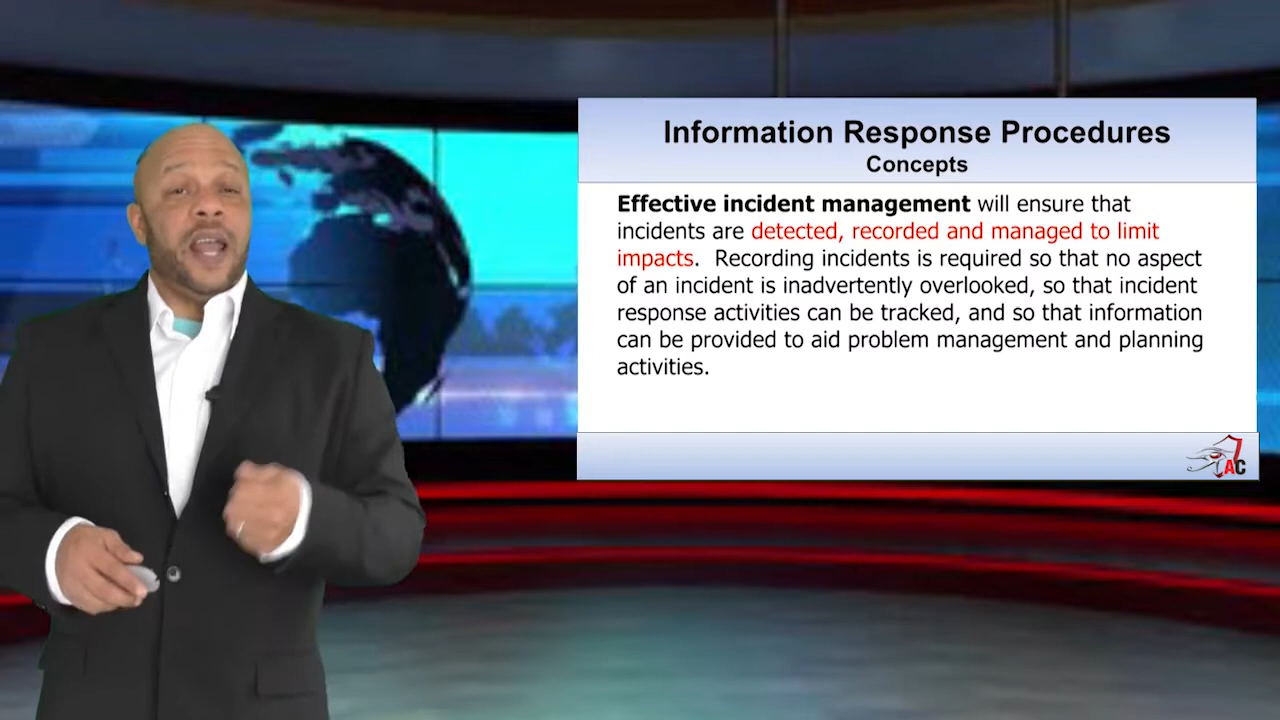 Information Response Procedures
Concepts
Effective incident management will ensure that
incidents are detected, recorded and managed to limit
impacts. Recording incidents is required so that no aspect
of an incident is inadvertently overlooked, so that incident
response activities can be tracked, and so that information
can be provided to aid problem management and planning
activities.
AC